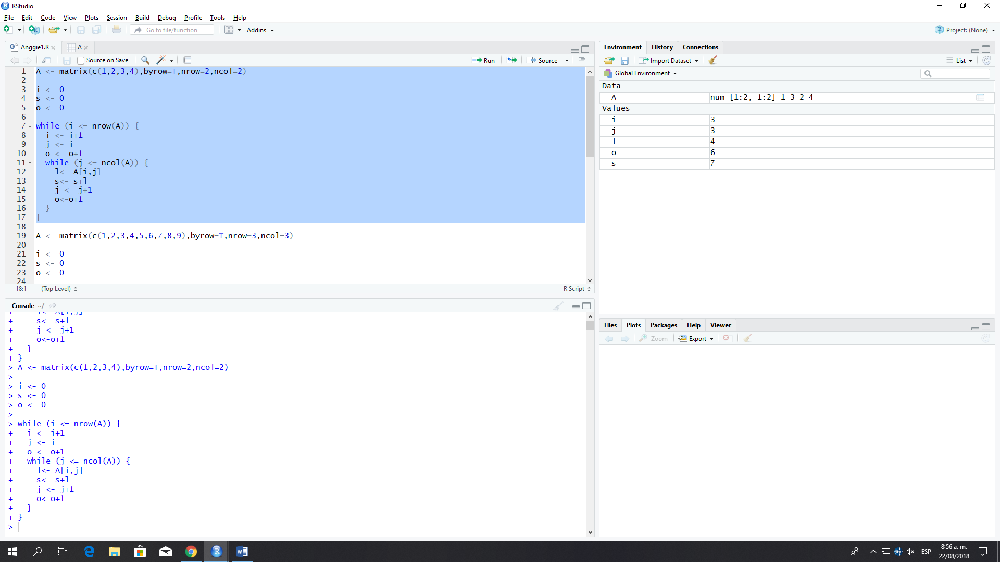 RStudio
File Edit Code View Plots Session Build Debug Profile Tools Help
Go to file/function Addins Project: (None)
Anggie1.R A
Source on Save Run Source
1 A <- matrix(c(1,2,3,4),byrow=T,nrow=2,ncol=2)
2
3 i <- 0
4 s <- 0
5 o <- 0
6
7 while (i <= nrow(A)) {
8 i <- i+1
9 j <- i
10 o <- o+1
11 while (j <= ncol(A)) {
12 l<- A[i,j]
13 s<- s+l
14 j <- j+1
15 o<-o+1
16 }
17 }
18
19 A <- matrix(c(1,2,3,4,5,6,7,8,9),byrow=T,nrow=3,ncol=3)
20
21 i <- 0
22 s <- 0
23 o <- 0
24
18:1 (Top Level) R Script
Console ~/
+ l<- A[i,j]
+ s<- s+l
+ j <- j+1
+ o<-o+1
+ }
+ }
> A <- matrix(c(1,2,3,4),byrow=T,nrow=2,ncol=2)
>
> i <- 0
> s <- 0
> o <- 0
>
> while (i <= nrow(A)) {
+ i <- i+1
+ j <- i
+ o <- o+1
+ while (j <= ncol(A)) {
+ l<- A[i,j]
+ s<- s+l
+ j <- j+1
+ o<-o+1
+ }
+ }
>
Environment History Connections
Import Dataset List
Global Environment
Data
A num [1:2, 1:2] 1 3 2 4
Values
i 3
j 3
l 4
o 6
s 7
Files Plots Packages Help Viewer
Zoom Export
ESP 8:56 a. m.
22/08/2018